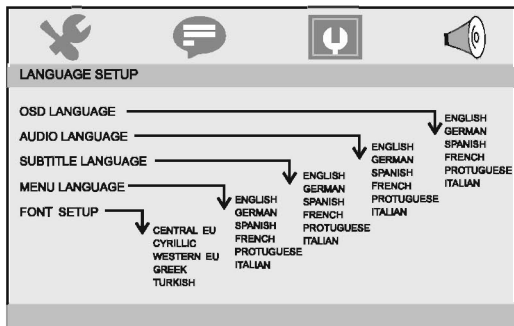 LANGUAGE SETUP
OSD LANGUAGE
AUDIO LANGUAGE
SUBTITLE LANGUAGE
MENU LANGUAGE
FONT SETUP
ENGLISH
GERMAN
SPANISH
FRENCH
PROTUGUESE
ITALIAN
ENGLISH
GERMAN
SPANISH
FRENCH
PROTUGUESE
ITALIAN
ENGLISH
GERMAN
SPANISH
FRENCH
PROTUGUESE
ITALIAN
ENGLISH
GERMAN
SPANISH
FRENCH
PROTUGUESE
ITALIAN
CENTRAL EU
CYRILLIC
WESTERN EU
GREEK
TURKISH